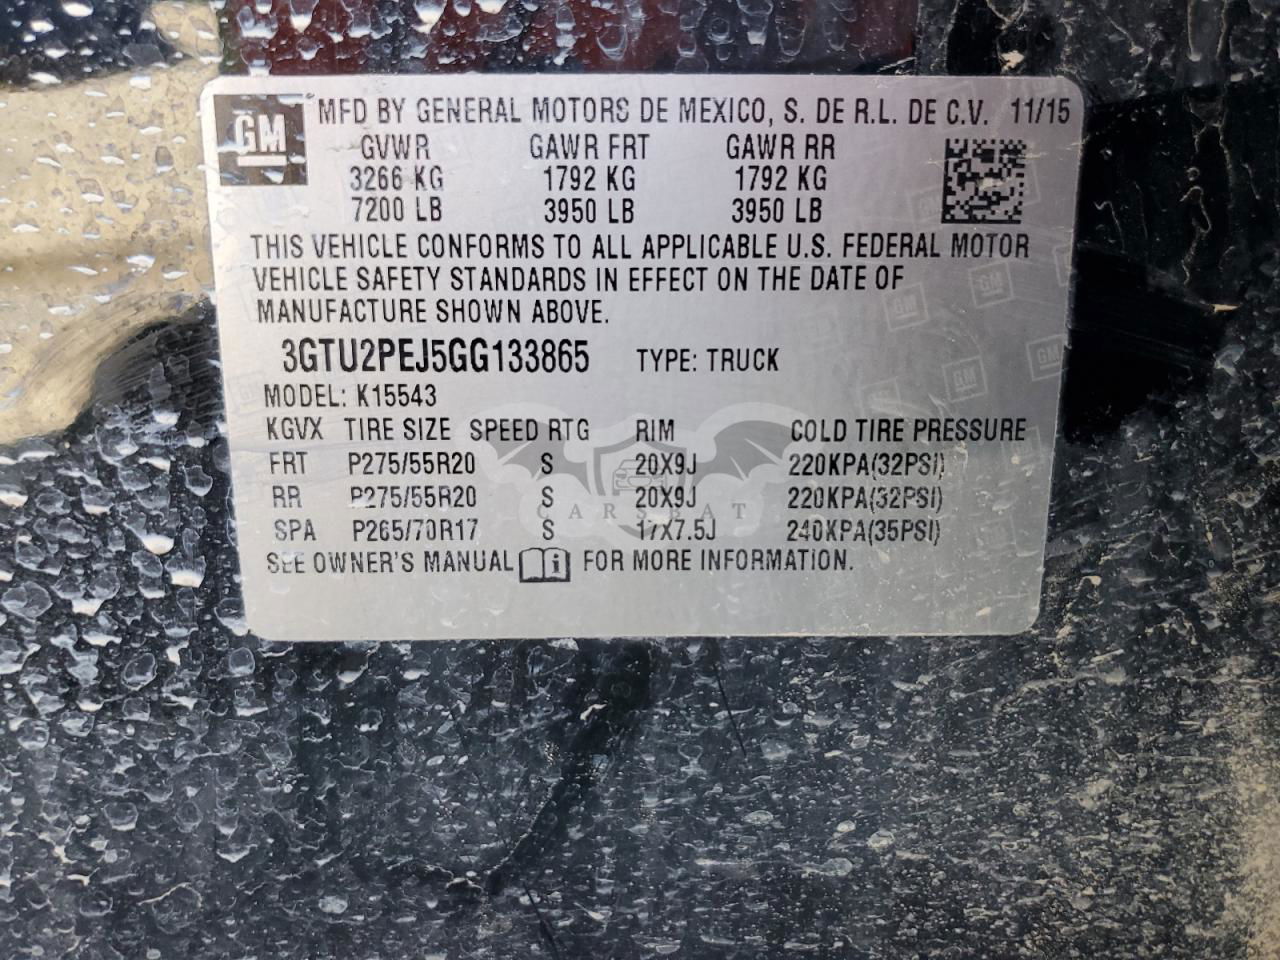 GM MFD BY GENERAL MOTORS DE MEXICO, S. DE R.L. DE C.V. 11/15
GVWR GAWR FRT GAWR RR
3266 KG 1792 KG 1792 KG
7200 LB 3950 LB 3950 LB
THIS VEHICLE CONFORMS TO ALL APPLICABLE U.S. FEDERAL MOTOR
VEHICLE SAFETY STANDARDS IN EFFECT ON THE DATE OF
MANUFACTURE SHOWN ABOVE.
3GTU2PEJ5GG133865 TYPE: TRUCK
MODEL: K15543
KGVX TIRE SIZE SPEED RTG RIM COLD TIRE PRESSURE
FRT P275/55R20 S 20X9J 220KPA(32PSI)
RR P275/55R20 S 20X9J 220KPA(32PSI)
CARSBAT
SPA P265/70R17 S 17X7.5J 240KPA(35PSI)
SEE OWNER'S MANUAL i FOR MORE INFORMATION.